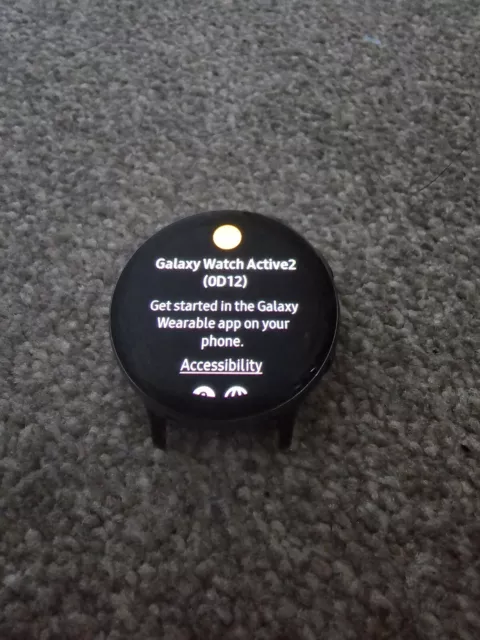 Galaxy Watch Active2
(0D12)
Get started in the Galaxy
Wearable app on your
phone.
Accessibility